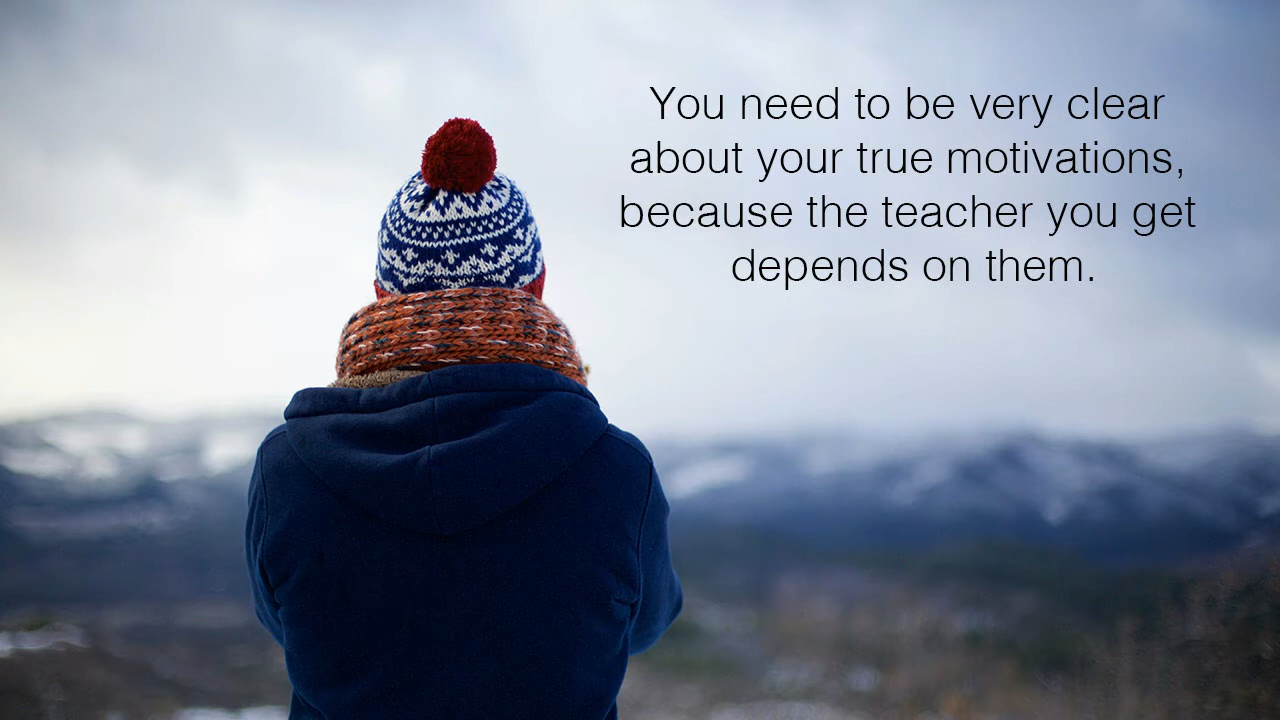 You need to be very clear
about your true motivations,
because the teacher you get
depends on them.